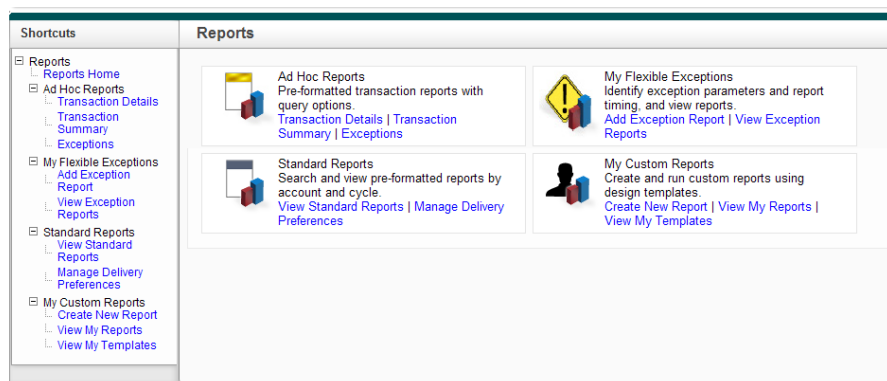 Shortcuts
Reports
Reports
Reports Home
Ad Hoc Reports
Transaction Details
Transaction
Summary
Exceptions
My Flexible Exceptions
Add Exception
Report
View Exception
Reports
Standard Reports
View Standard
Reports
Manage Delivery
Preferences
My Custom Reports
Create New Report
View My Reports
View My Templates
Ad Hoc Reports
Pre-formatted transaction reports with
query options.
Transaction Details | Transaction
Summary | Exceptions
My Flexible Exceptions
Identify exception parameters and report
timing, and view reports.
Add Exception Report | View Exception
Reports
Standard Reports
Search and view pre-formatted reports by
account and cycle.
View Standard Reports | Manage Delivery
Preferences
My Custom Reports
Create and run custom reports using
design templates.
Create New Report | View My Reports |
View My Templates